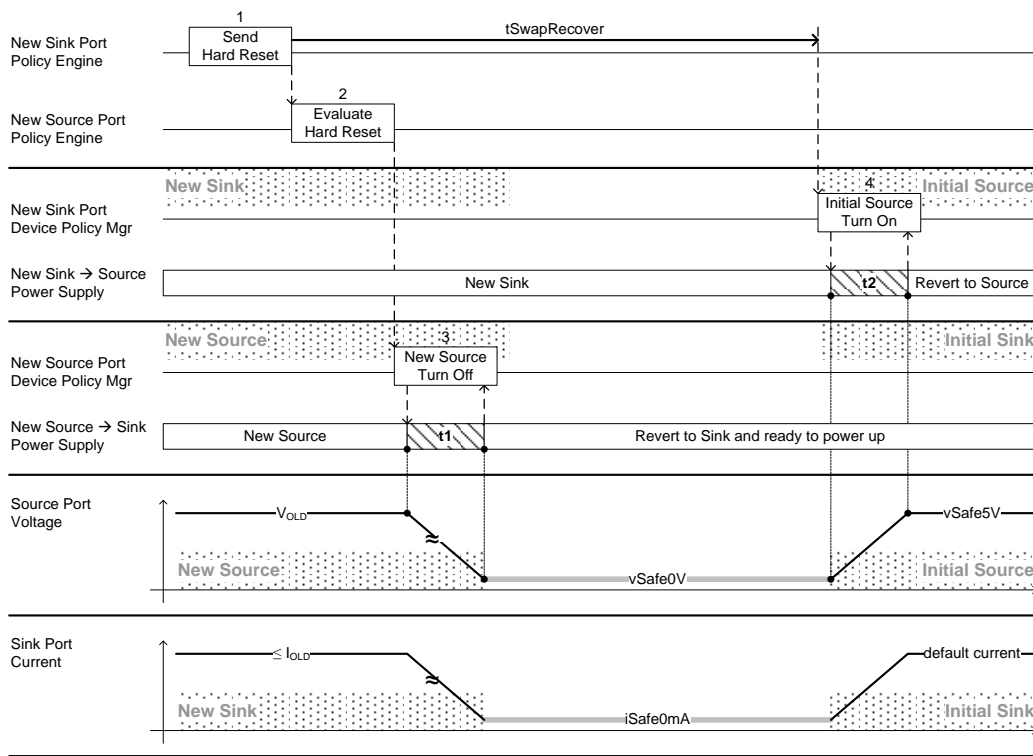 1
Send
Hard Reset
tSwapRecover
New Sink Port
Policy Engine
2
Evaluate
Hard Reset
New Source Port
Policy Engine
New Sink
4
Initial Source
New Sink Port
Device Policy Mgr
Initial Source
Turn On
New Sink → Source
Power Supply
New Sink
t2
Revert to Source
New Source
3
Initial Sink
New Source Port
Device Policy Mgr
New Source
Turn Off
New Source → Sink
Power Supply
New Source
t1
Revert to Sink and ready to power up
Source Port
Voltage
VOLD
≈
vSafe5V
New Source
vSafe0V
Initial Source
Sink Port
Current
≤ IOLD
≈
default current
New Sink
iSafe0mA
Initial Sink